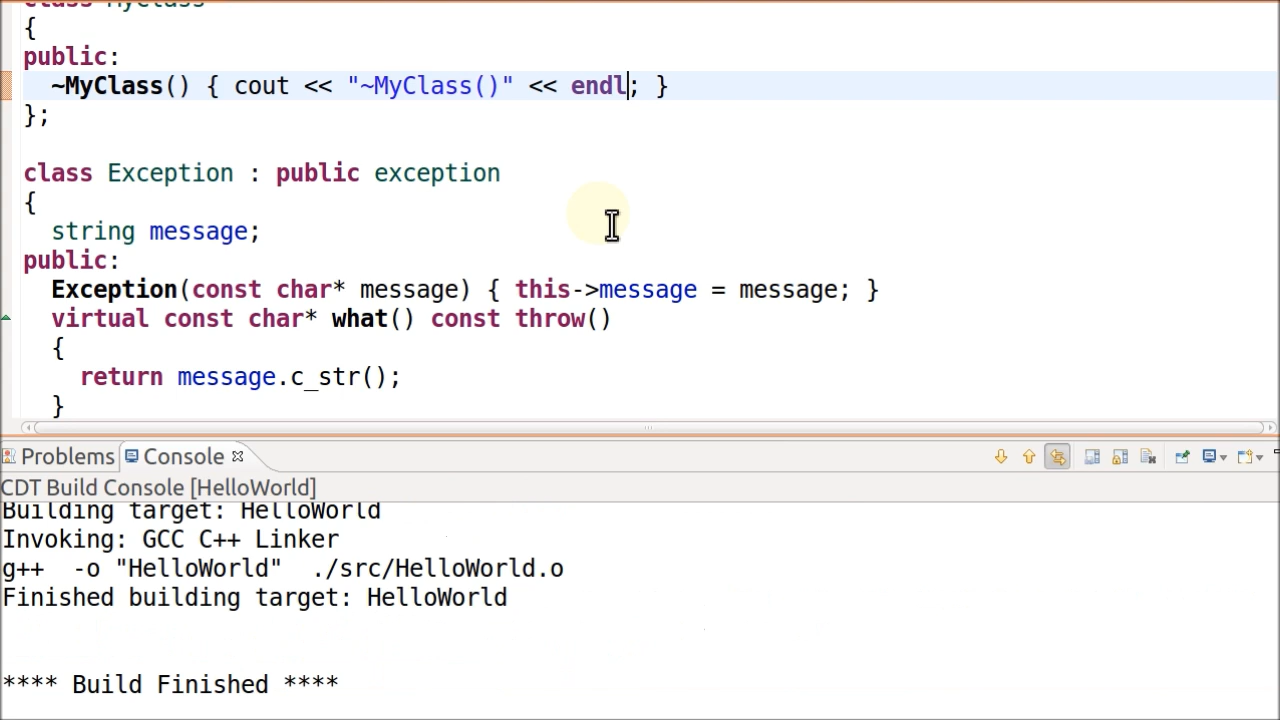 class MyClass
{
public:
  ~MyClass() { cout << "~MyClass()" << endl; }
};

class Exception : public exception
{
  string message;
public:
  Exception(const char* message) { this->message = message; }
  virtual const char* what() const throw()
  {
    return message.c_str();
  }
Problems Console
CDT Build Console [HelloWorld]
Building target: HelloWorld
Invoking: GCC C++ Linker
g++  -o "HelloWorld"  ./src/HelloWorld.o
Finished building target: HelloWorld
**** Build Finished ****